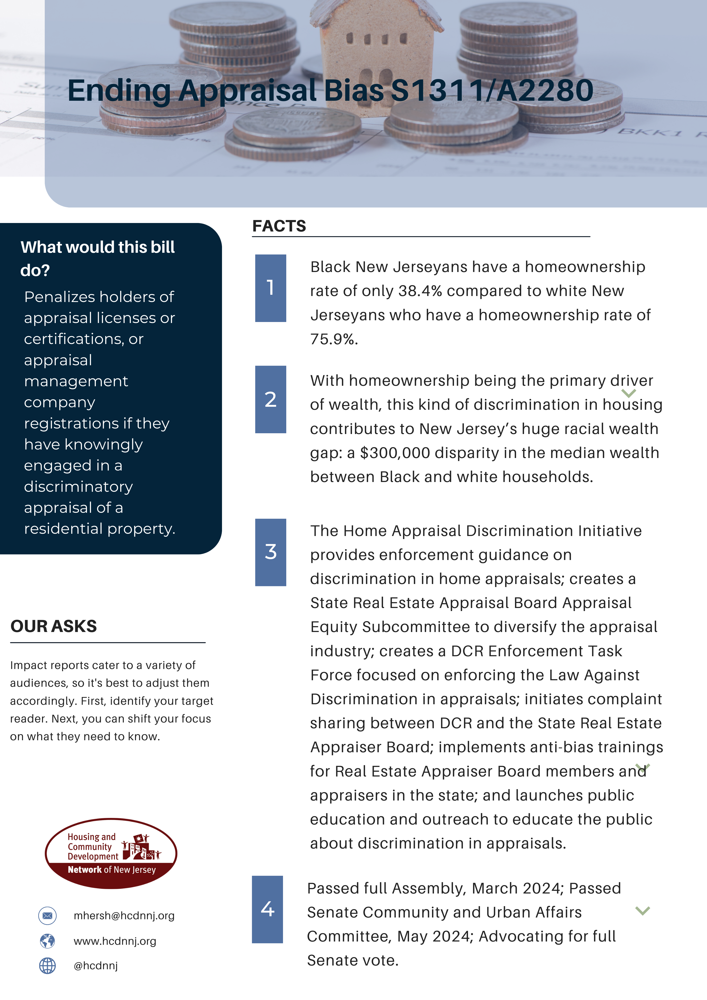 Ending Appraisal Bias S1311/A2280
BKK1
241%
What would this bill
do?
Penalizes holders of
appraisal licenses or
certifications, or
appraisal
management
company
registrations if they
have knowingly
engaged in a
discriminatory
appraisal of a
residential property.
OUR ASKS
Impact reports cater to a variety of
audiences, so it's best to adjust them
accordingly. First, identify your target
reader. Next, you can shift your focus
on what they need to know.
Housing and
Community
Development
Network of New Jersey
mhersh@hcdnnj.org
www.hcdnnj.org
@hcdnnj
FACTS
1
Black New Jerseyans have a homeownership
rate of only 38.4% compared to white New
Jerseyans who have a homeownership rate of
75.9%.
2
With homeownership being the primary driver
of wealth, this kind of discrimination in housing
contributes to New Jersey’s huge racial wealth
gap: a $300,000 disparity in the median wealth
between Black and white households.
3
The Home Appraisal Discrimination Initiative
provides enforcement guidance on
discrimination in home appraisals; creates a
State Real Estate Appraisal Board Appraisal
Equity Subcommittee to diversify the appraisal
industry; creates a DCR Enforcement Task
Force focused on enforcing the Law Against
Discrimination in appraisals; initiates complaint
sharing between DCR and the State Real Estate
Appraiser Board; implements anti-bias trainings
for Real Estate Appraiser Board members and
appraisers in the state; and launches public
education and outreach to educate the public
about discrimination in appraisals.
4
Passed full Assembly, March 2024; Passed
Senate Community and Urban Affairs
Committee, May 2024; Advocating for full
Senate vote.